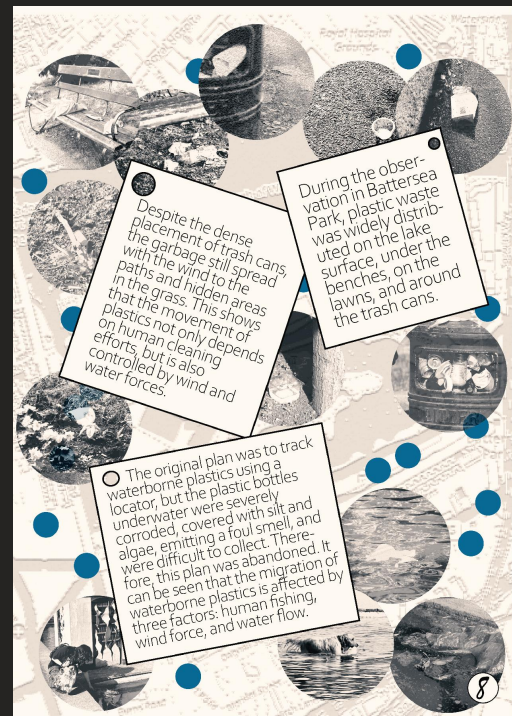 Royal Hospital
Grounds
During the obser-
vation in Battersea
Park, plastic waste
was widely distrib-
uted on the lake
surface, under the
benches, on the
lawns, and around
the trash cans.
Despite the dense
placement of trash cans,
the garbage still spread
with the wind to the
paths and hidden areas
in the grass. This shows
that the movement of
plastics not only depends
on human cleaning
efforts, but is also
controlled by wind and
water forces.
The original plan was to track
waterborne plastics using a
locator, but the plastic bottles
underwater were severely
corroded, covered with silt and
algae, emitting a foul smell, and
were difficult to collect. There-
fore, this plan was abandoned. It
can be seen that the migration of
waterborne plastics is affected by
three factors: human fishing,
wind force, and water flow.
8